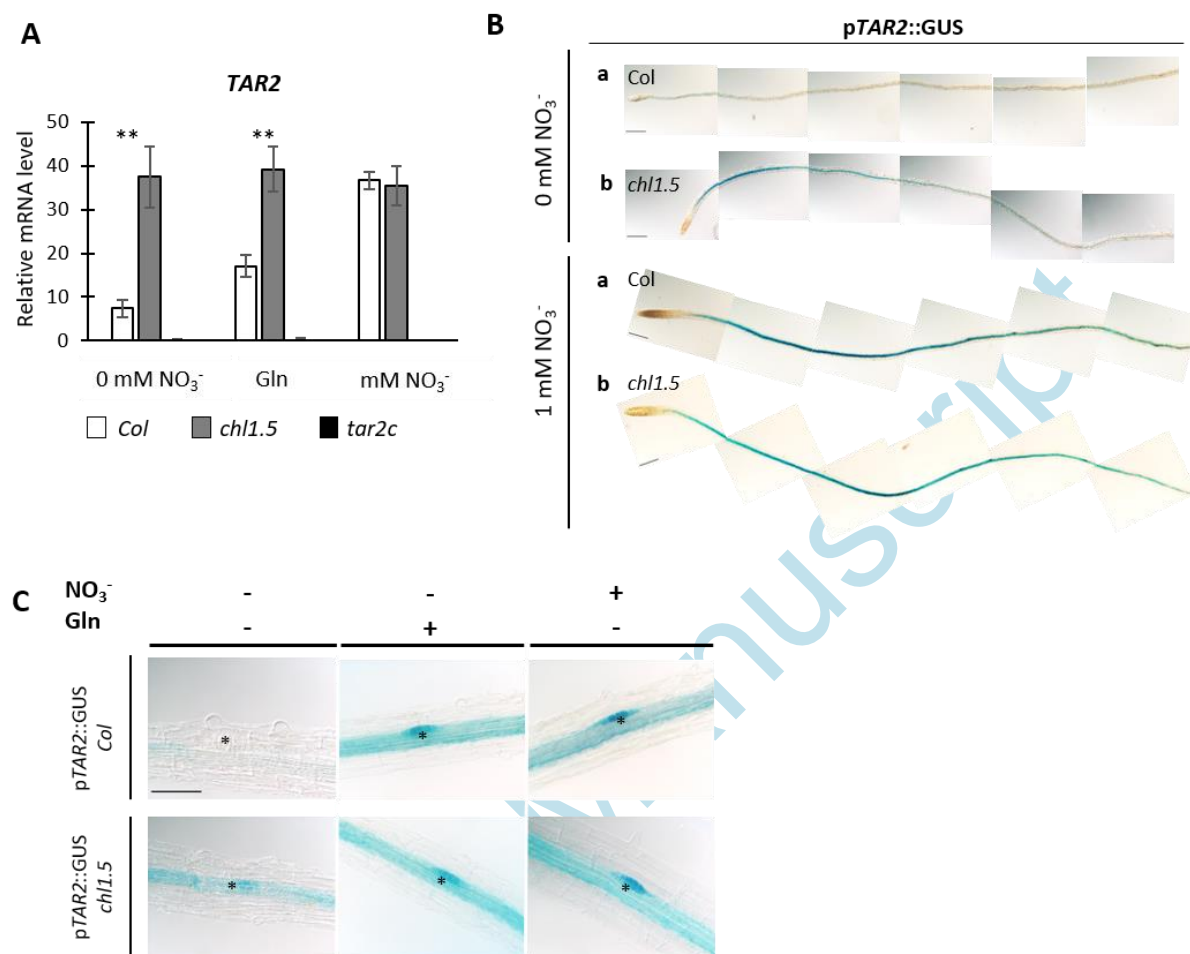 A
TAR2
Relative mRNA level
50
40
30
20
10
0
**
**
0 mM NO₃⁻
Gln
mM NO₃⁻
Col
chl1.5
tar2c
B
pTAR2::GUS
0 mM NO₃⁻
a
Col
b
chl1.5
1 mM NO₃⁻
a
Col
b
chl1.5
C
NO₃⁻ - - +
Gln - + -
pTAR2::GUS
Col
*
*
*
pTAR2::GUS
chl1.5
*
*
*
Manuscript